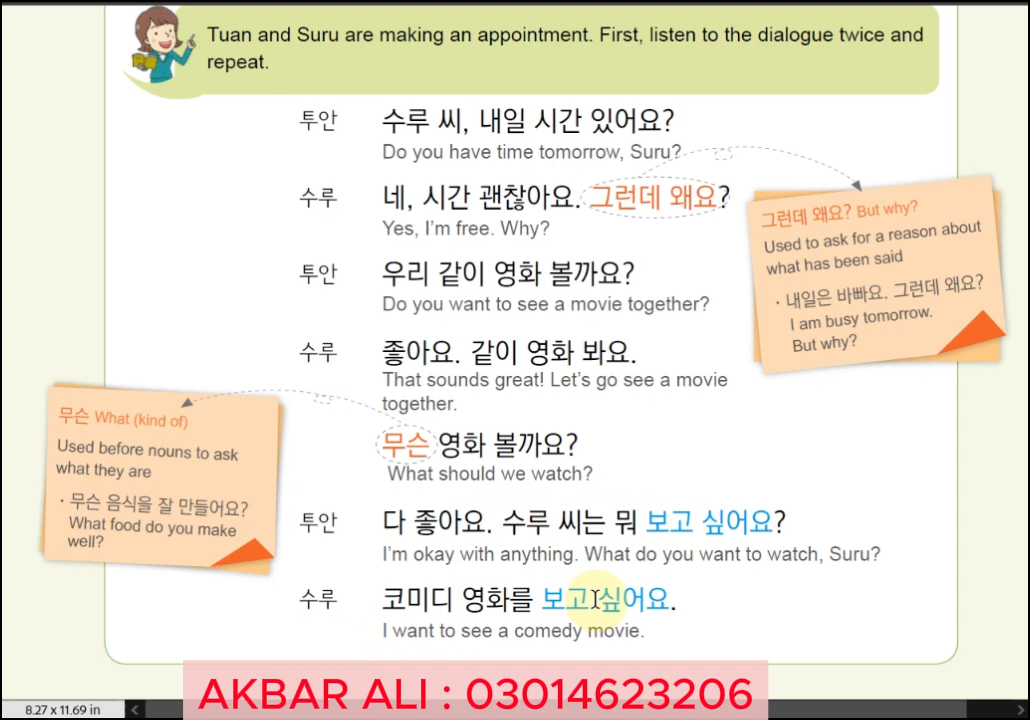 Tuan and Suru are making an appointment. First, listen to the dialogue twice and
repeat.
투안 수루 씨, 내일 시간 있어요?
Do you have time tomorrow, Suru?
수루 네, 시간 괜찮아요. 그런데 왜요?
Yes, I'm free. Why?
그런데 왜요? But why?
Used to ask for a reason about
what has been said
· 내일은 바빠요. 그런데 왜요?
I am busy tomorrow.
But why?
투안 우리 같이 영화 볼까요?
Do you want to see a movie together?
수루 좋아요. 같이 영화 봐요.
That sounds great! Let's go see a movie
together.
무슨 영화 볼까요?
What should we watch?
무슨 What (kind of)
Used before nouns to ask
what they are
· 무슨 음식을 잘 만들어요?
What food do you make
well?
투안 다 좋아요. 수루 씨는 뭐 보고 싶어요?
I'm okay with anything. What do you want to watch, Suru?
수루 코미디 영화를 보고 싶어요.
I want to see a comedy movie.
AKBAR ALI : 03014623206
8.27 x 11.69 in